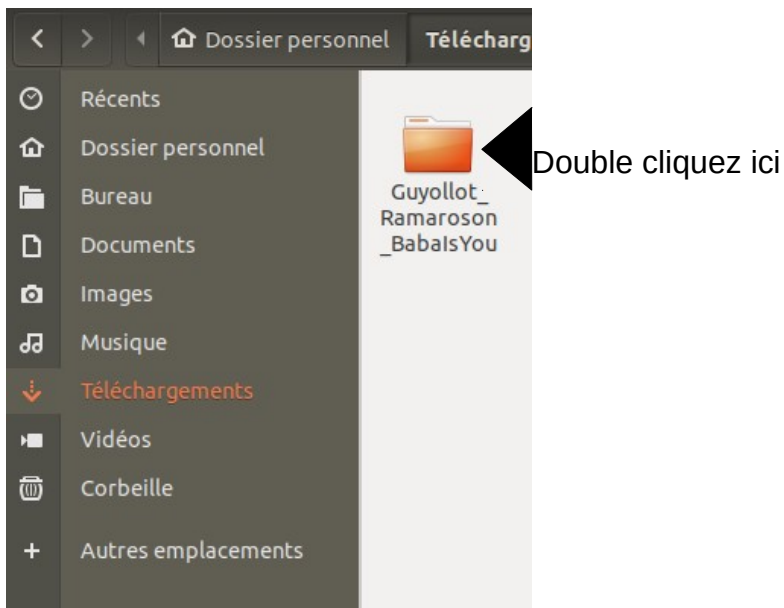 Dossier personnel Télécharg
Récents
Dossier personnel
Bureau
Documents
Images
Musique
Téléchargements
Vidéos
Corbeille
Autres emplacements
Guyollot_
Ramaroson
_BabaIsYou
Double cliquez ici